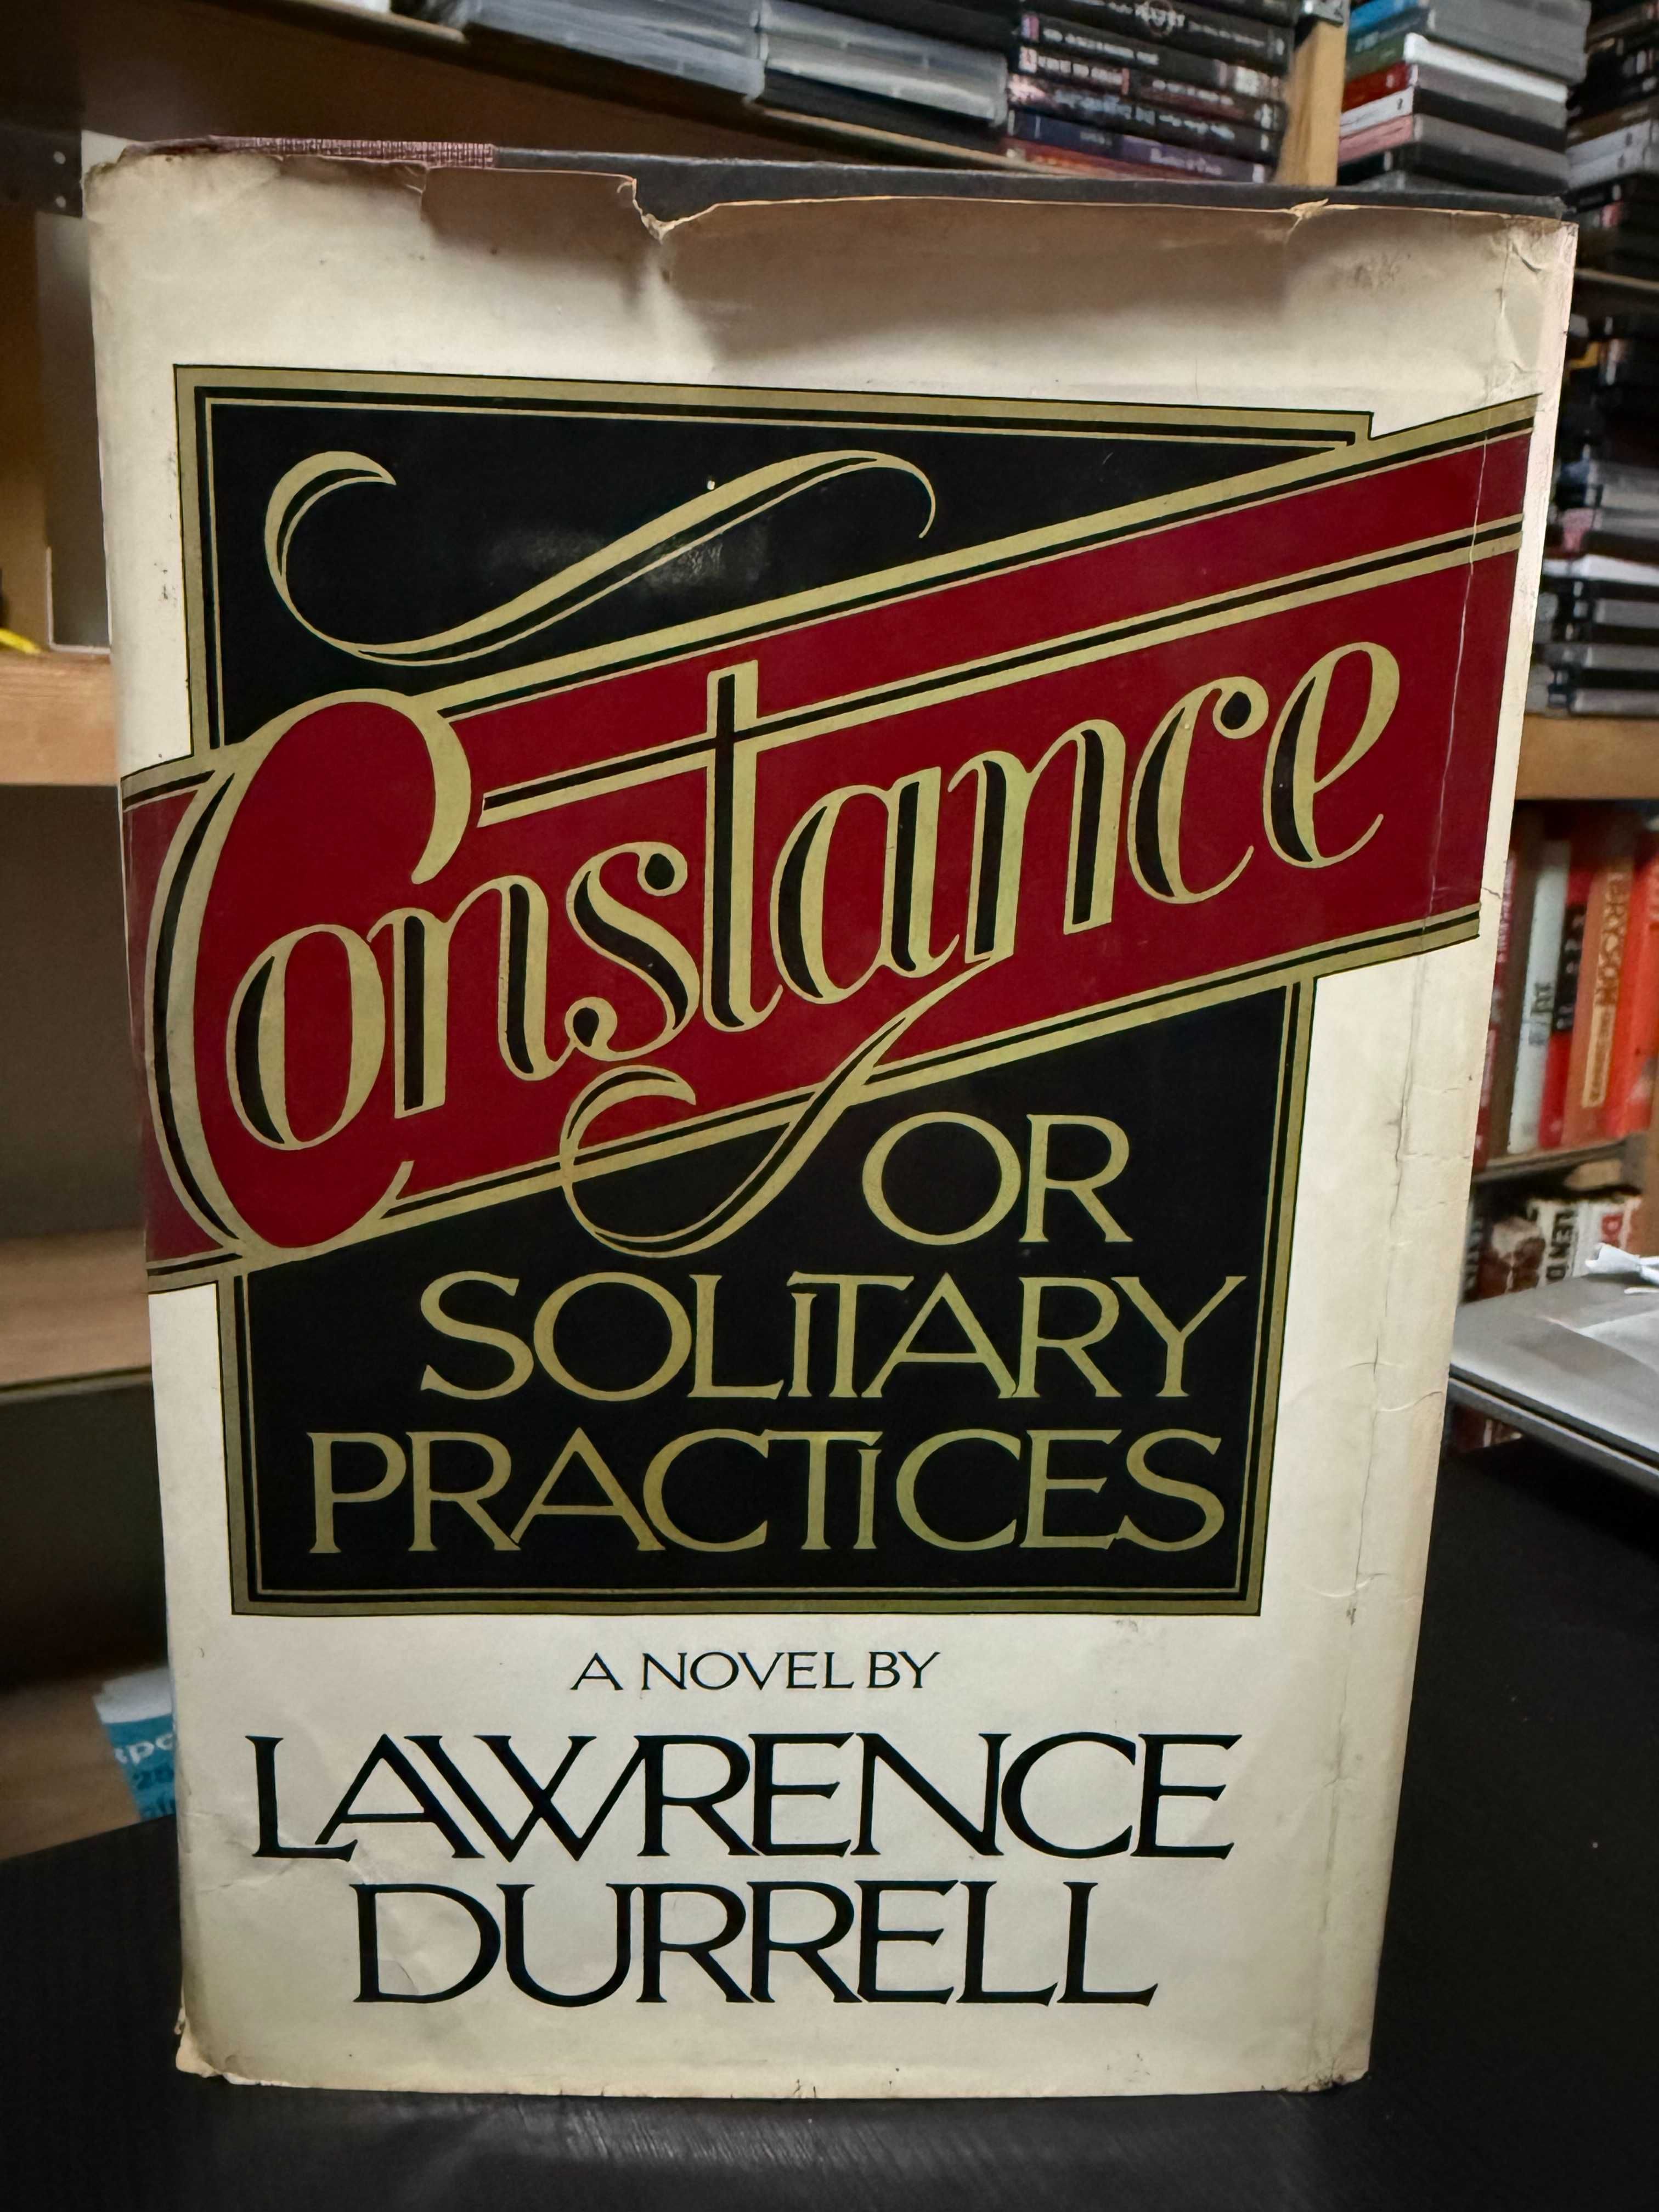 Constance
OR
SOLITARY
PRACTICES
A NOVEL BY
LAWRENCE
DURRELL